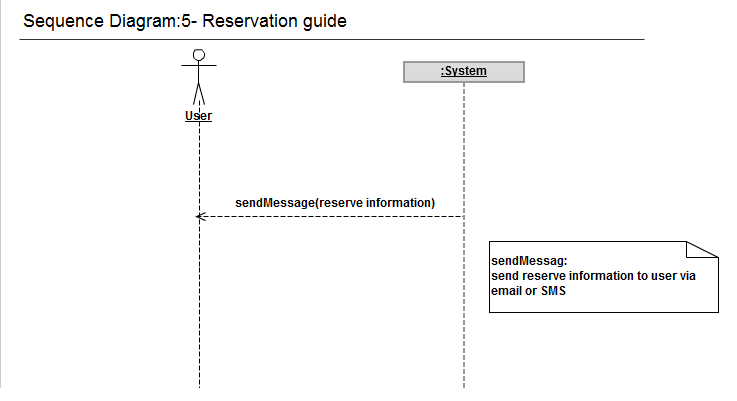 Sequence Diagram:5- Reservation guide
:System
User
sendMessage(reserve information)
sendMessag:
send reserve information to user via
email or SMS